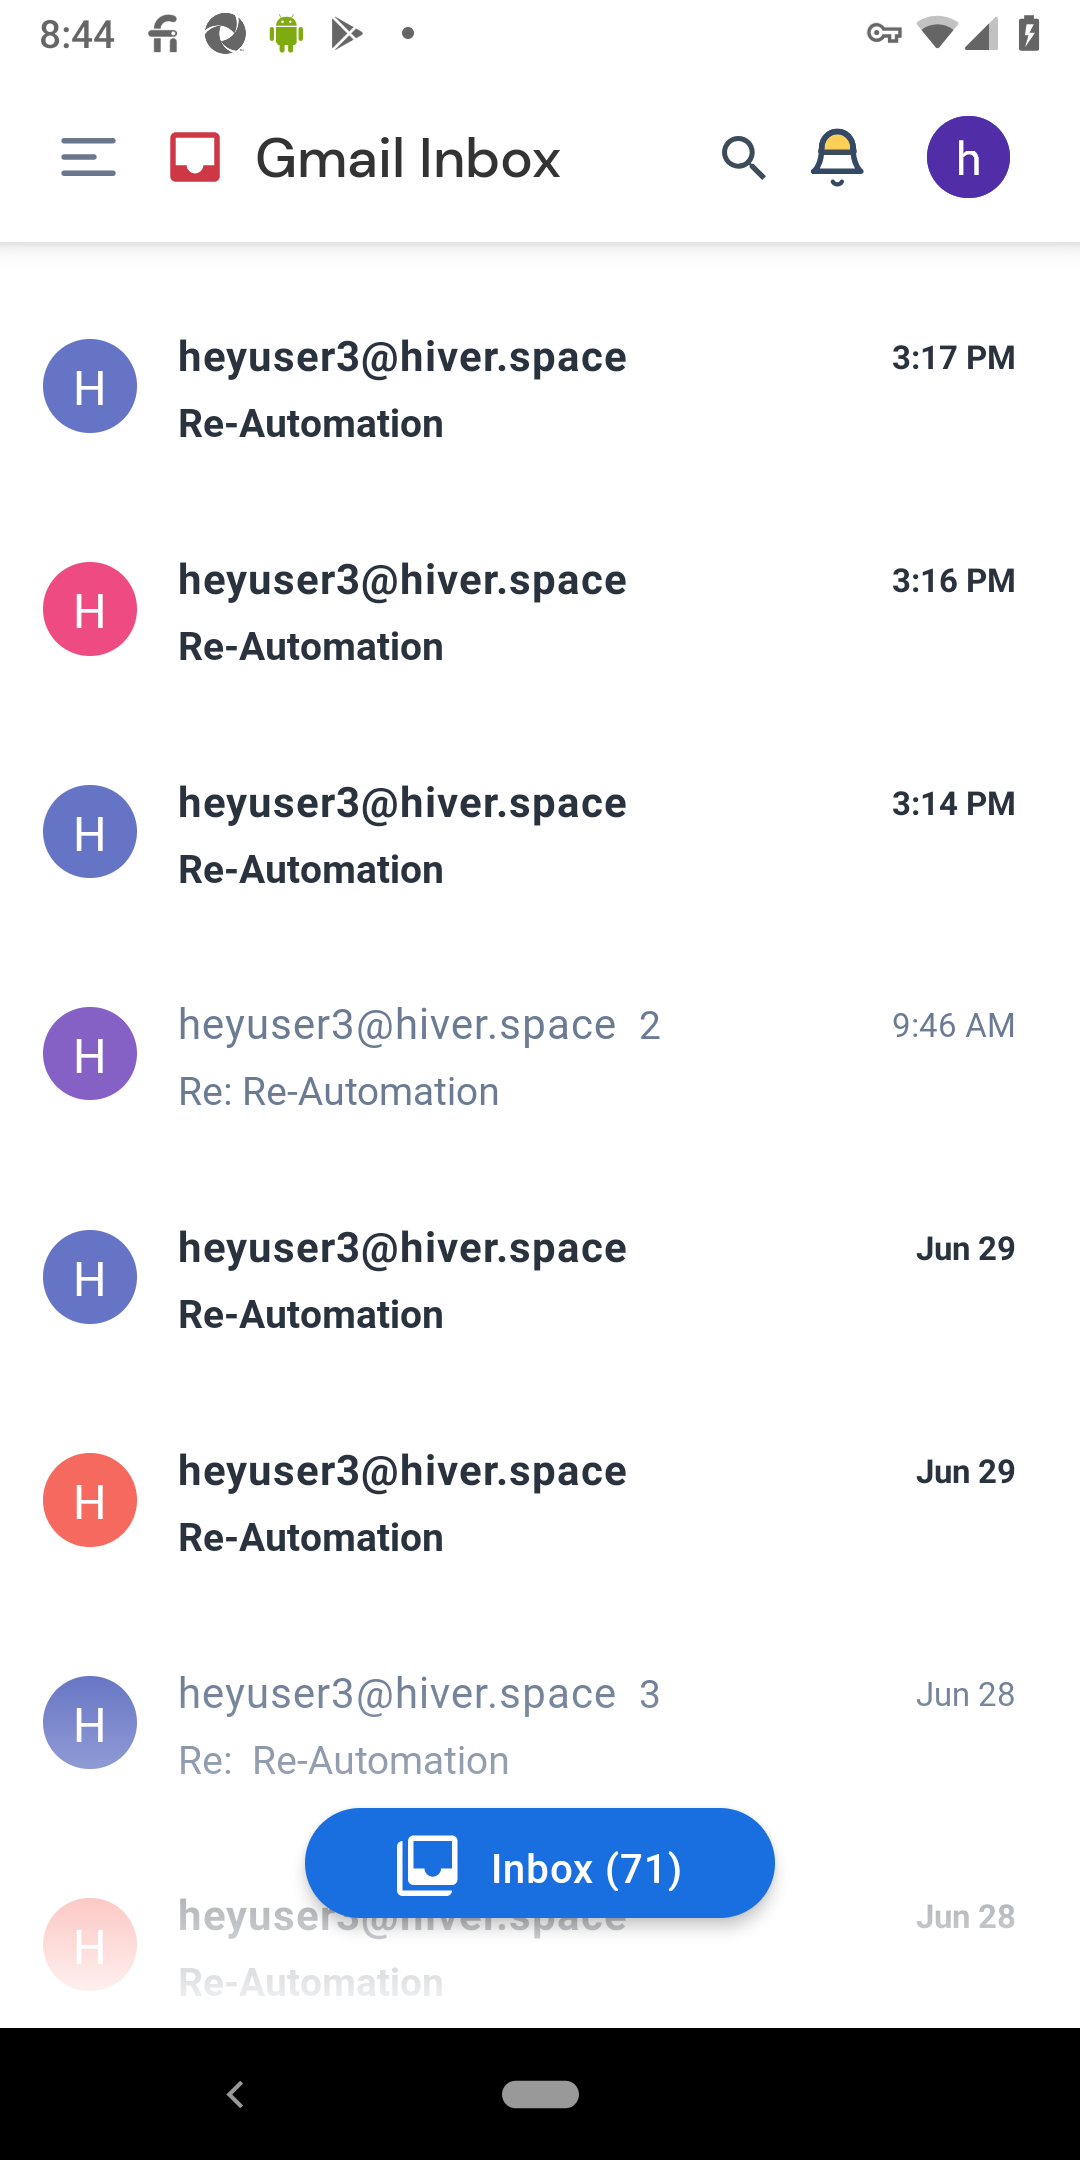 8:44
Gmail Inbox
h
H
heyuser3@hiver.space
3:17 PM
Re-Automation
H
heyuser3@hiver.space
3:16 PM
Re-Automation
H
heyuser3@hiver.space
3:14 PM
Re-Automation
H
heyuser3@hiver.space 2
9:46 AM
Re: Re-Automation
H
heyuser3@hiver.space
Jun 29
Re-Automation
H
heyuser3@hiver.space
Jun 29
Re-Automation
H
heyuser3@hiver.space 3
Jun 28
Re:  Re-Automation
Inbox (71)
H
heyuser3@hiver.space
Jun 28
Re-Automation